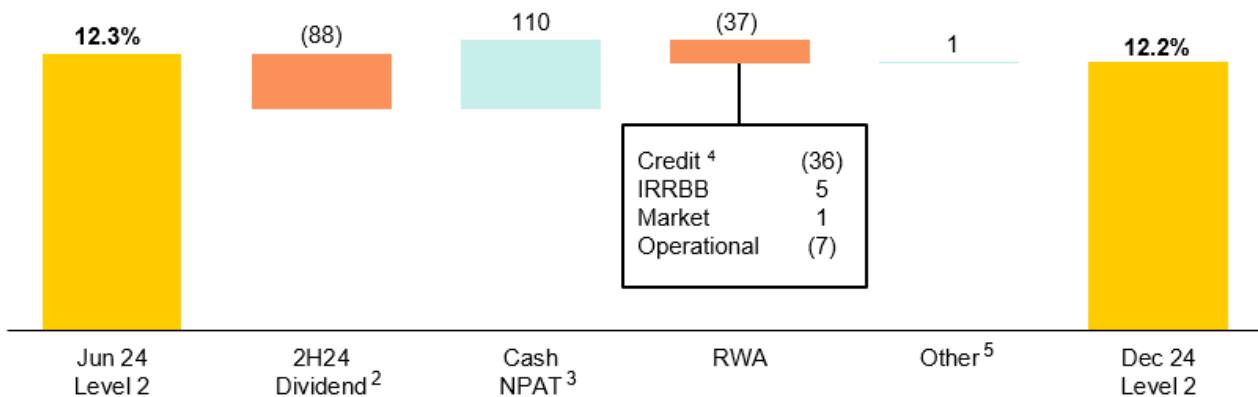 12.3%
(88)
110
(37)
1
12.2%
Credit 4 (36)
IRRBB 5
Market 1
Operational (7)
Jun 24
Level 2
2H24
Dividend 2
Cash
NPAT 3
RWA
Other 5
Dec 24
Level 2